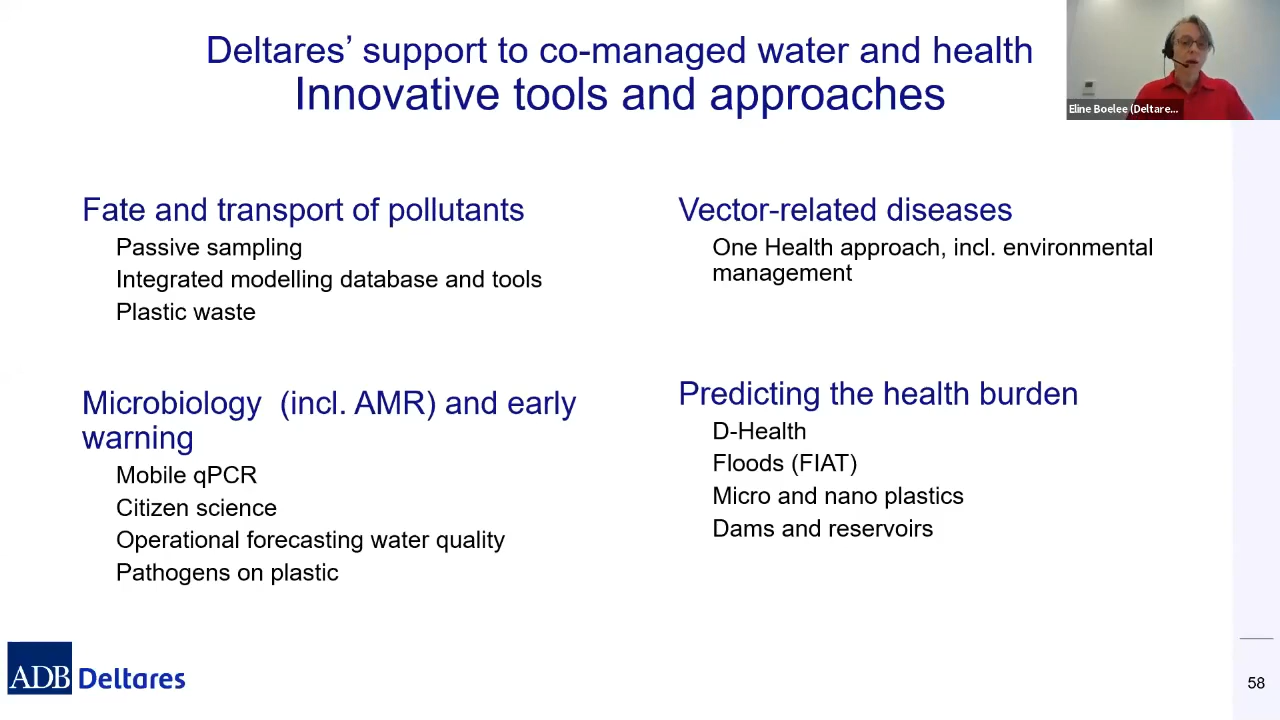 Deltares' support to co-managed water and health
Innovative tools and approaches
Eline Boelee (Deltare...
Fate and transport of pollutants
Passive sampling
Integrated modelling database and tools
Plastic waste
Microbiology (incl. AMR) and early
warning
Mobile qPCR
Citizen science
Operational forecasting water quality
Pathogens on plastic
Vector-related diseases
One Health approach, incl. environmental
management
Predicting the health burden
D-Health
Floods (FIAT)
Micro and nano plastics
Dams and reservoirs
ADB Deltares
58